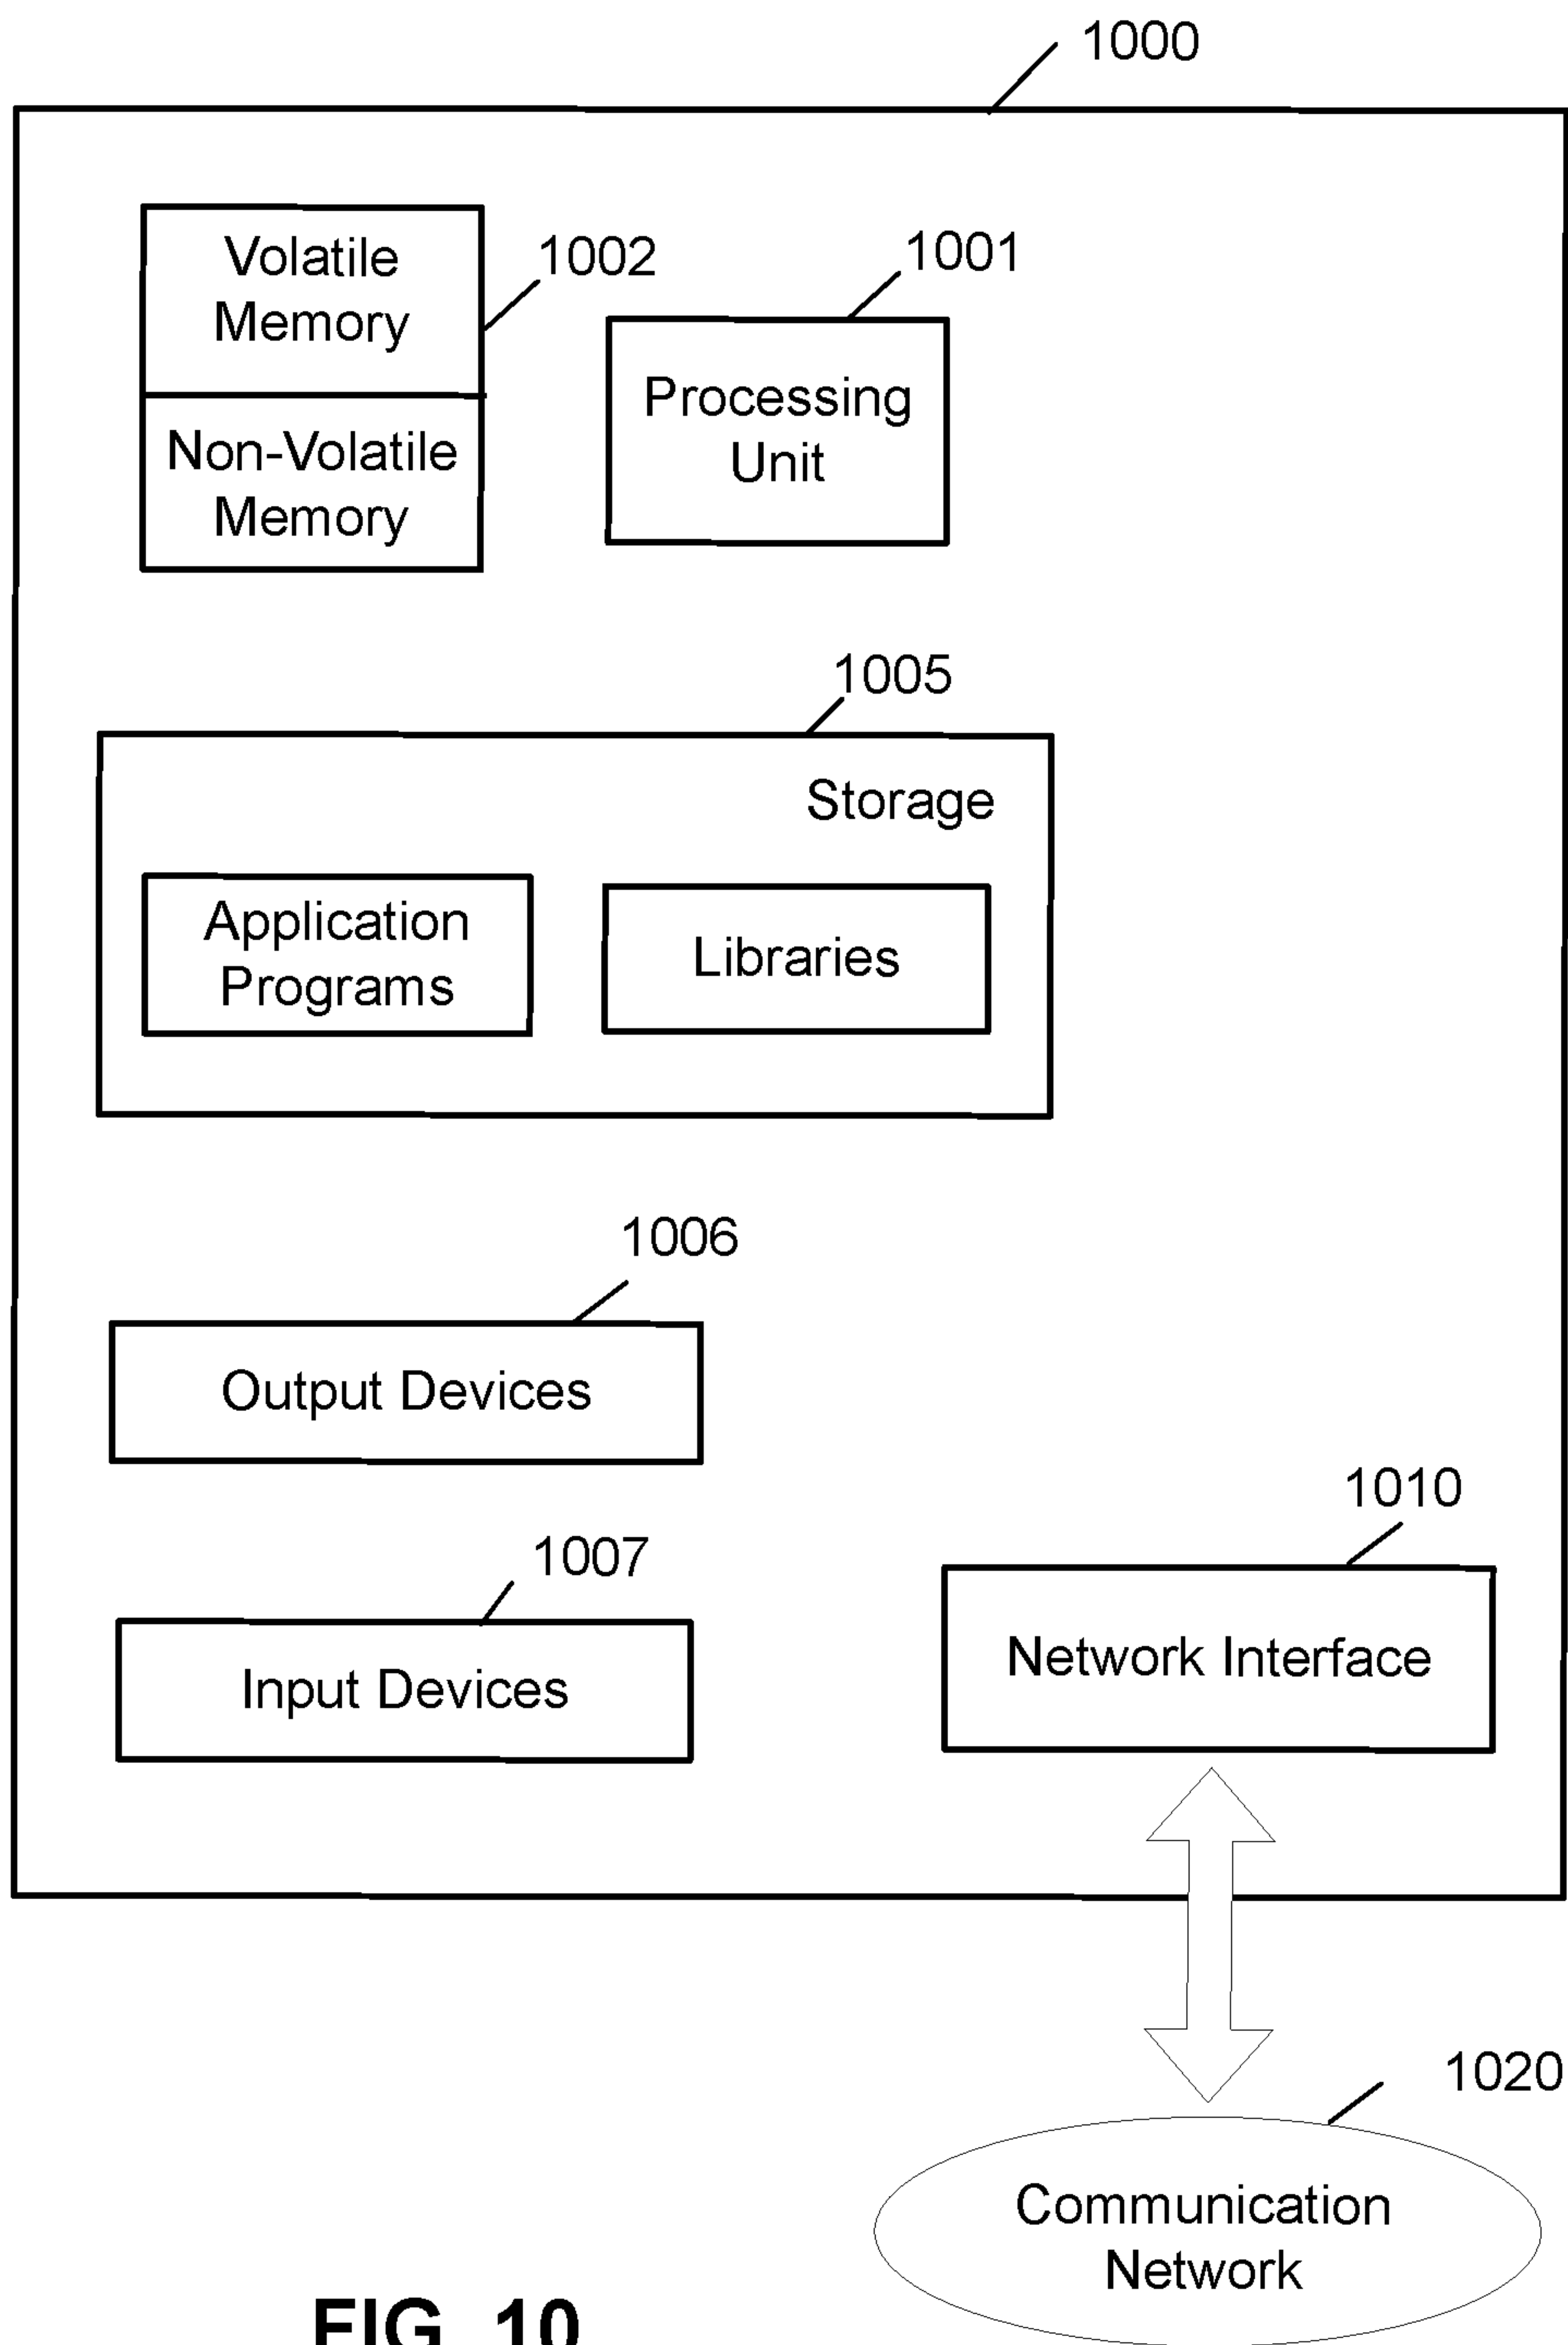 1000
Volatile
Memory
1002
1001
Processing
Unit
Non-Volatile
Memory
1005
Storage
Application
Programs
Libraries
1006
Output Devices
1010
1007
Network Interface
Input Devices
1020
Communication
Network
FIG. 10